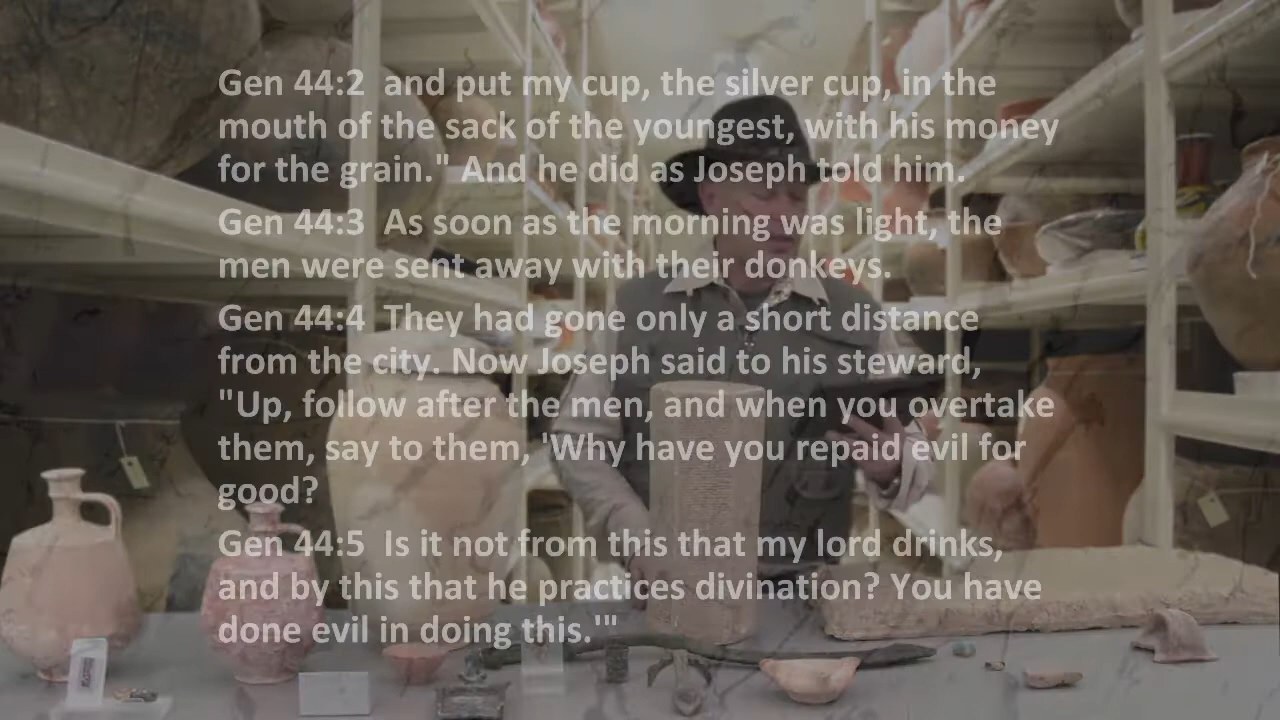 Gen 44:2  and put my cup, the silver cup, in the
mouth of the sack of the youngest, with his money
for the grain."  And he did as Joseph told him.
Gen 44:3  As soon as the morning was light, the
men were sent away with their donkeys.
Gen 44:4  They had gone only a short distance
from the city. Now Joseph said to his steward,
"Up, follow after the men, and when you overtake
them, say to them, 'Why have you repaid evil for
good?
Gen 44:5  Is it not from this that my lord drinks,
and by this that he practices divination? You have
done evil in doing this.'"